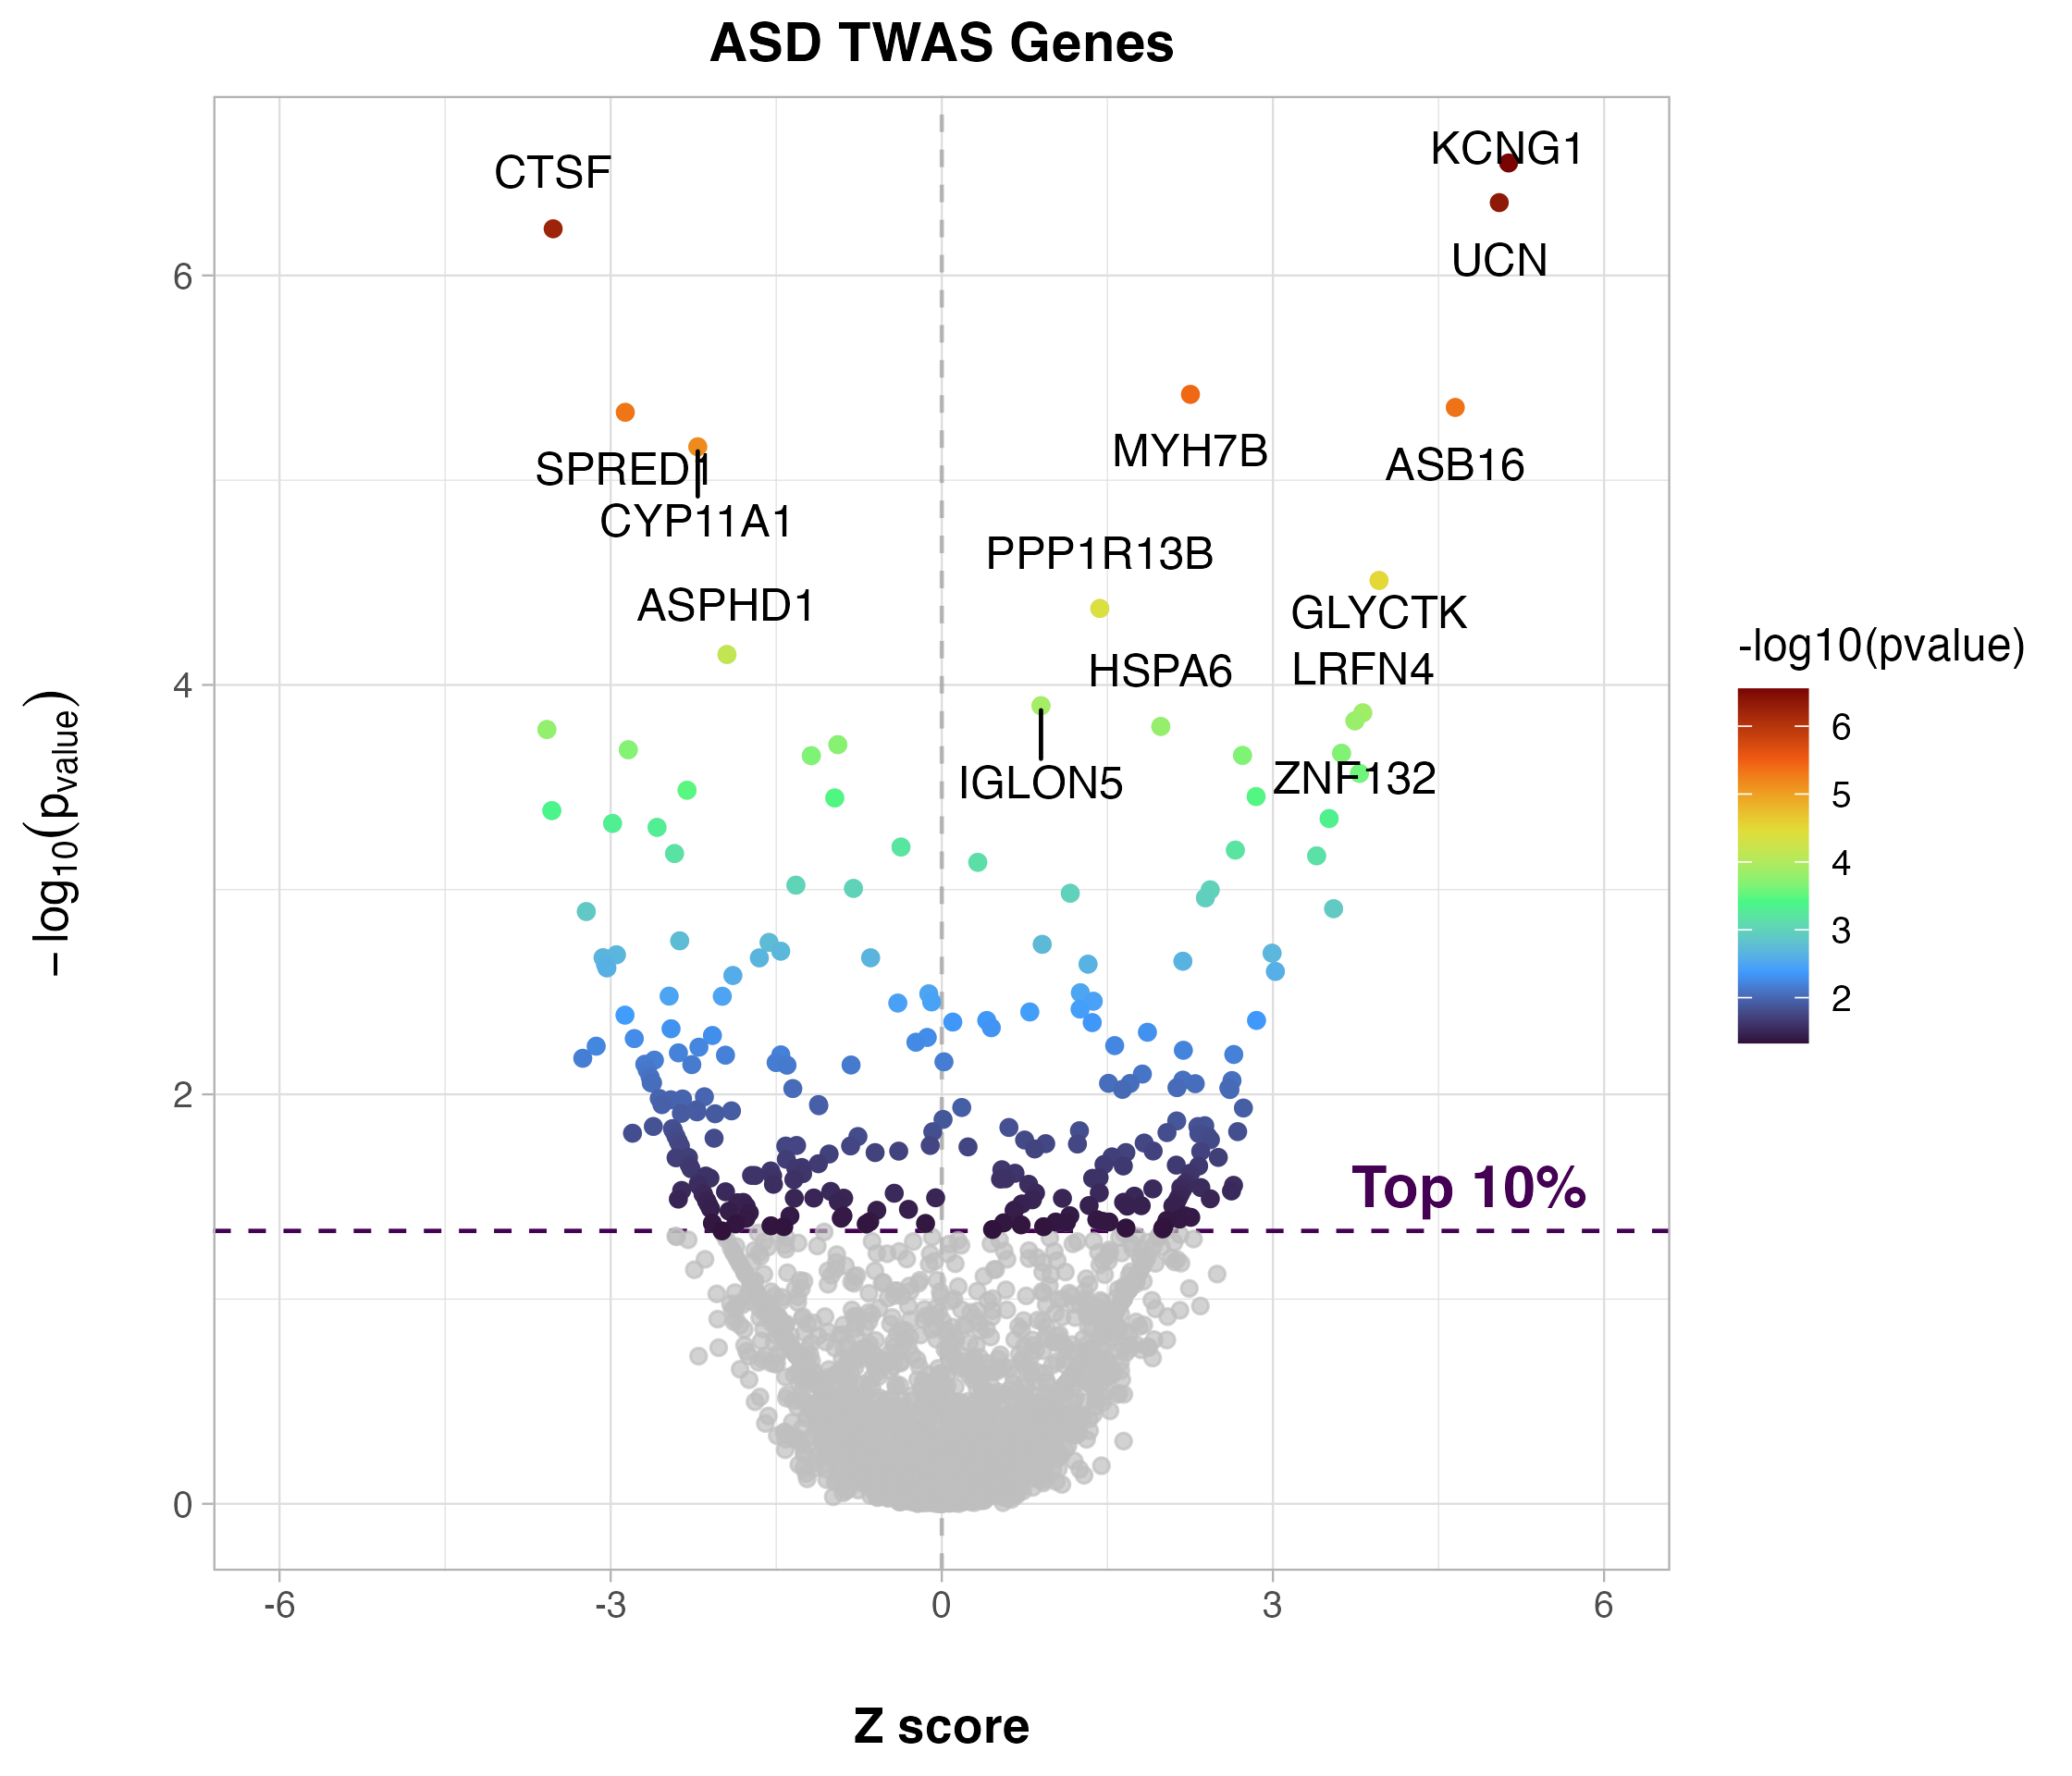 ASD TWAS Genes
KCNG1
CTSF
UCN
6
MYH7B
SPRED1
ASB16
CYP11A1
PPP1R13B
ASPHD1
GLYCTK
HSPA6
LRFN4
4
IGLON5
ZNF132
2
Top 10%
0
-6
-3
0
3
6
Z score
−log10(pvalue)
-log10(pvalue)
6
5
4
3
2